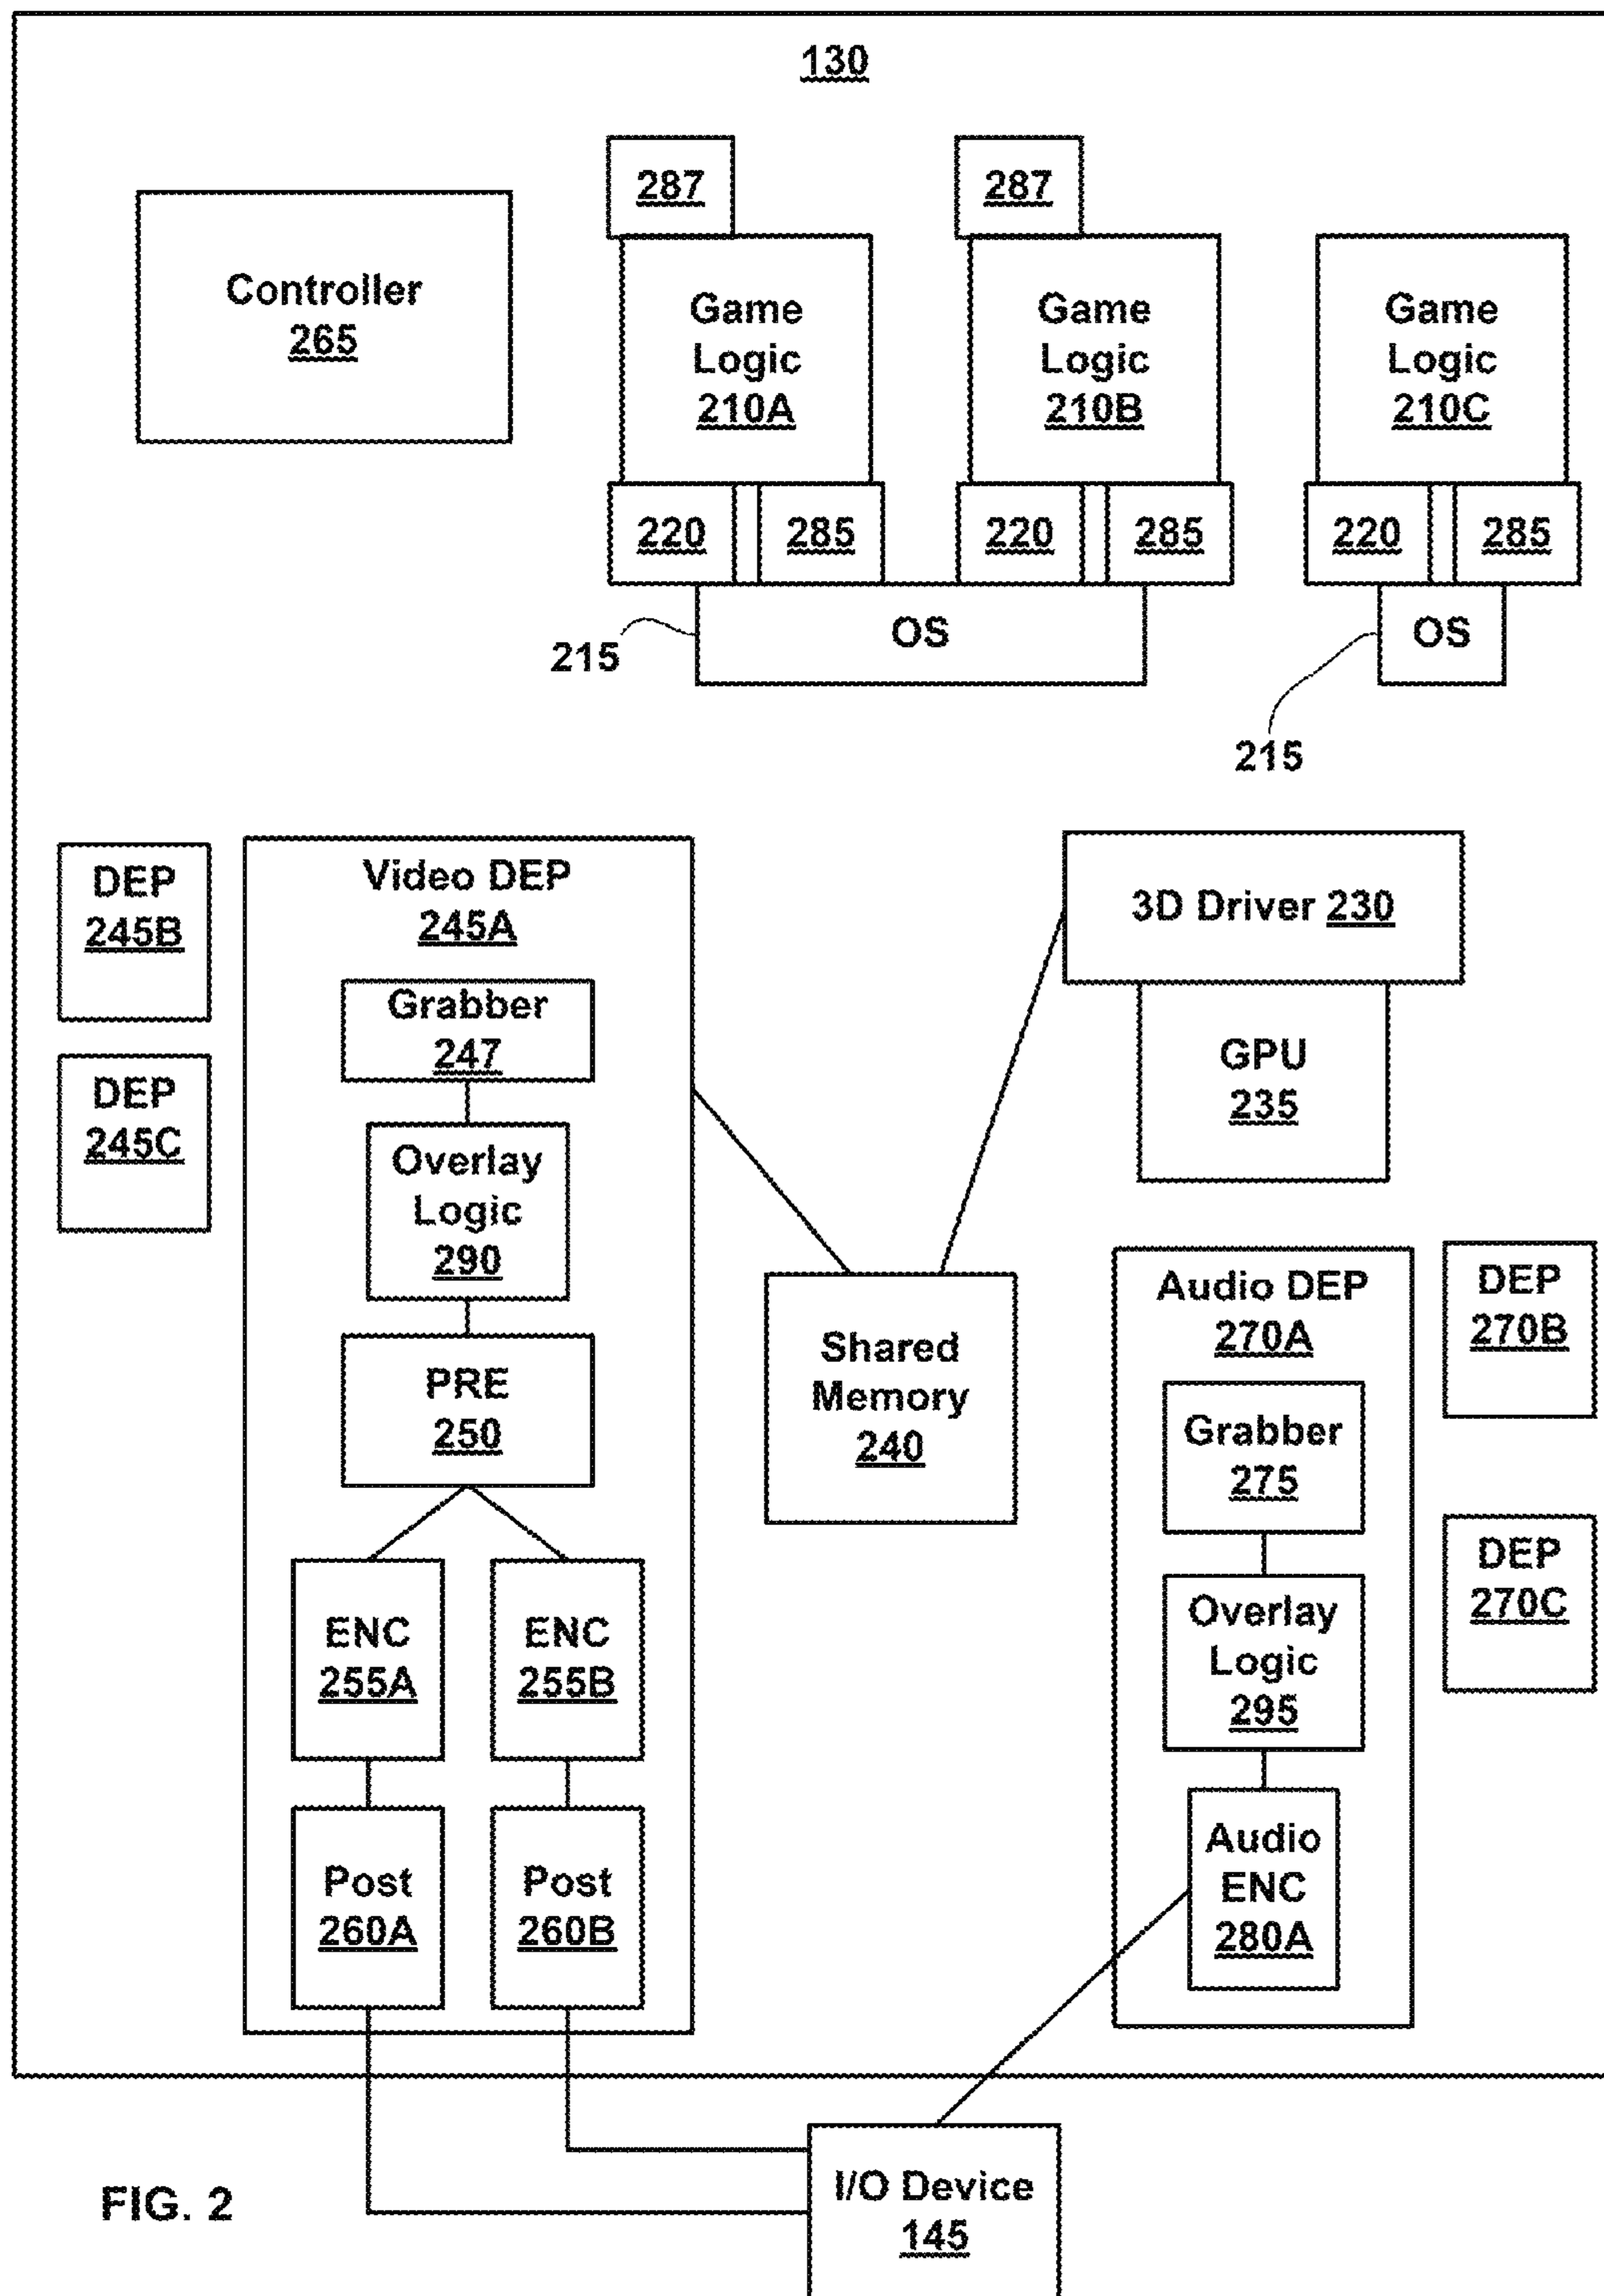 130
287
287
Controller
265
Game
Logic
210A
Game
Logic
210B
Game
Logic
210C
220
285
220
285
220
285
OS
OS
215
215
DEP
245B
DEP
245C
Video DEP
245A
Grabber
247
Overlay
Logic
290
PRE
250
ENC
255A
ENC
255B
Post
260A
Post
260B
3D Driver 230
GPU
235
Shared
Memory
240
Audio DEP
270A
Grabber
275
Overlay
Logic
295
Audio
ENC
280A
DEP
270B
DEP
270C
I/O Device
145
FIG. 2